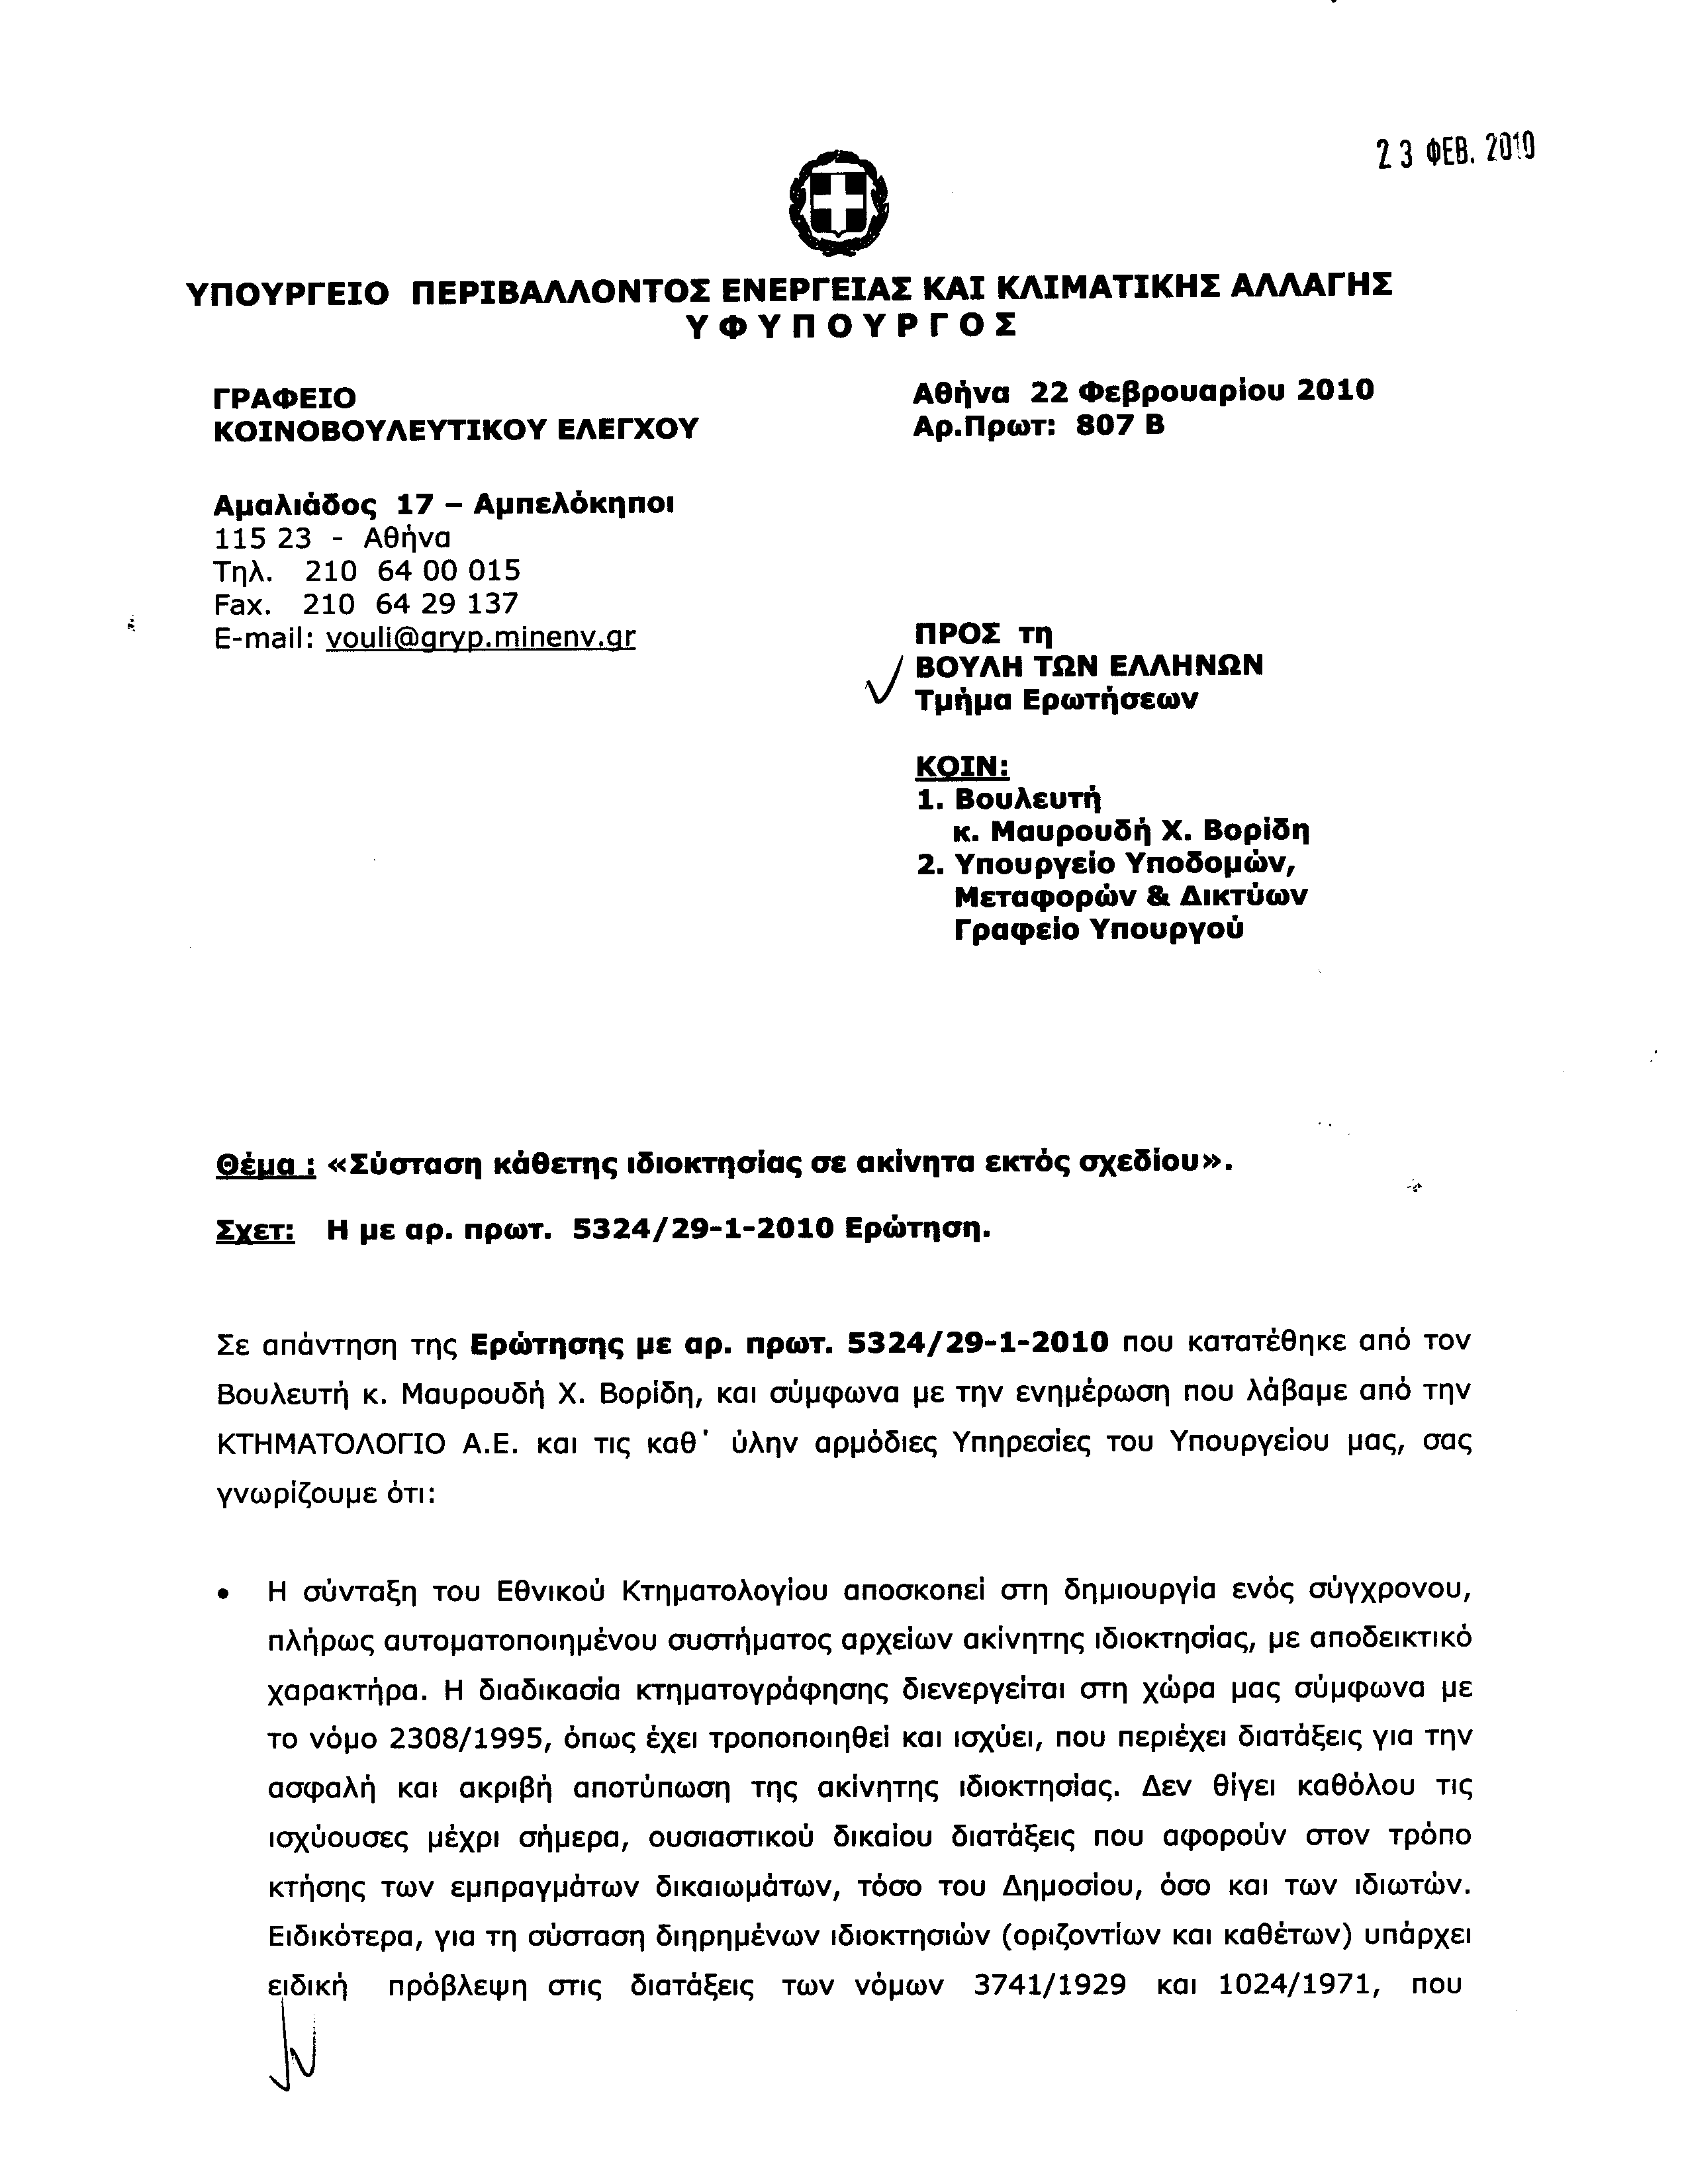 23 ΦΕΒ. 2010
ΥΠΟΥΡΓΕΙΟ ΠΕΡΙΒΑΛΛΟΝΤΟΣ ΕΝΕΡΓΕΙΑΣ ΚΑΙ ΚΛΙΜΑΤΙΚΗΣ ΑΛΛΑΓΗΣ
Υ Φ Υ Π Ο Υ Ρ Γ Ο Σ
ΓΡΑΦΕΙΟ
ΚΟΙΝΟΒΟΥΛΕΥΤΙΚΟΥ ΕΛΕΓΧΟΥ
Αθήνα 22 Φεβρουαρίου 2010
Αρ.Πρωτ: 807 Β
Αμαλιάδος 17 – Αμπελόκηποι
115 23 - Αθήνα
Τηλ. 210 64 00 015
Fax. 210 64 29 137
E-mail: vouli@gryp.minenv.gr
ΠΡΟΣ τη
ΒΟΥΛΗ ΤΩΝ ΕΛΛΗΝΩΝ
Τμήμα Ερωτήσεων
ΚΟΙΝ:
1. Βουλευτή
κ. Μαυρουδή Χ. Βορίδη
2. Υπουργείο Υποδομών,
Μεταφορών & Δικτύων
Γραφείο Υπουργού
Θέμα : «Σύσταση κάθετης ιδιοκτησίας σε ακίνητα εκτός σχεδίου».
Σχετ: Η με αρ. πρωτ. 5324/29-1-2010 Ερώτηση.
Σε απάντηση της Ερώτησης με αρ. πρωτ. 5324/29-1-2010 που κατατέθηκε από τον
Βουλευτή κ. Μαυρουδή Χ. Βορίδη, και σύμφωνα με την ενημέρωση που λάβαμε από την
ΚΤΗΜΑΤΟΛΟΓΙΟ Α.Ε. και τις καθ΄ ύλην αρμόδιες Υπηρεσίες του Υπουργείου μας, σας
γνωρίζουμε ότι:
• Η σύνταξη του Εθνικού Κτηματολογίου αποσκοπεί στη δημιουργία ενός σύγχρονου,
πλήρως αυτοματοποιημένου συστήματος αρχείων ακίνητης ιδιοκτησίας, με αποδεικτικό
χαρακτήρα. Η διαδικασία κτηματογράφησης διενεργείται στη χώρα μας σύμφωνα με
το νόμο 2308/1995, όπως έχει τροποποιηθεί και ισχύει, που περιέχει διατάξεις για την
ασφαλή και ακριβή αποτύπωση της ακίνητης ιδιοκτησίας. Δεν θίγει καθόλου τις
ισχύουσες μέχρι σήμερα, ουσιαστικού δικαίου διατάξεις που αφορούν στον τρόπο
κτήσης των εμπραγμάτων δικαιωμάτων, τόσο του Δημοσίου, όσο και των ιδιωτών.
Ειδικότερα, για τη σύσταση διηρημένων ιδιοκτησιών (οριζοντίων και καθέτων) υπάρχει
ειδική πρόβλεψη στις διατάξεις των νόμων 3741/1929 και 1024/1971, που